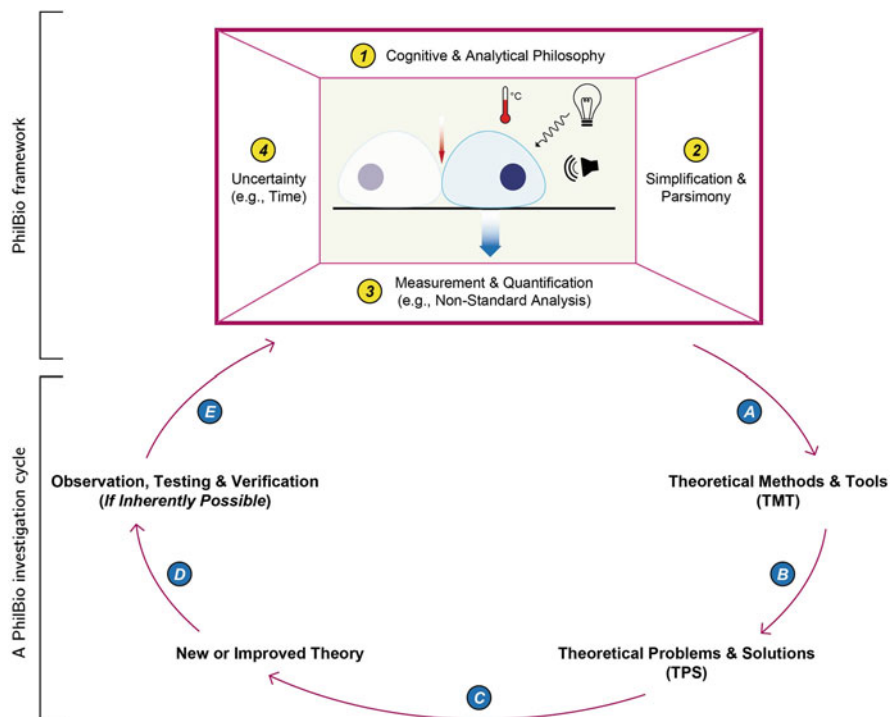 PhilBio framework
1 Cognitive & Analytical Philosophy
°C
4
Uncertainty
(e.g., Time)
2
Simplification &
Parsimony
3 Measurement & Quantification
(e.g., Non-Standard Analysis)
A PhilBio investigation cycle
E
A
Observation, Testing & Verification
(If Inherently Possible)
Theoretical Methods & Tools
(TMT)
D
B
New or Improved Theory
Theoretical Problems & Solutions
(TPS)
C